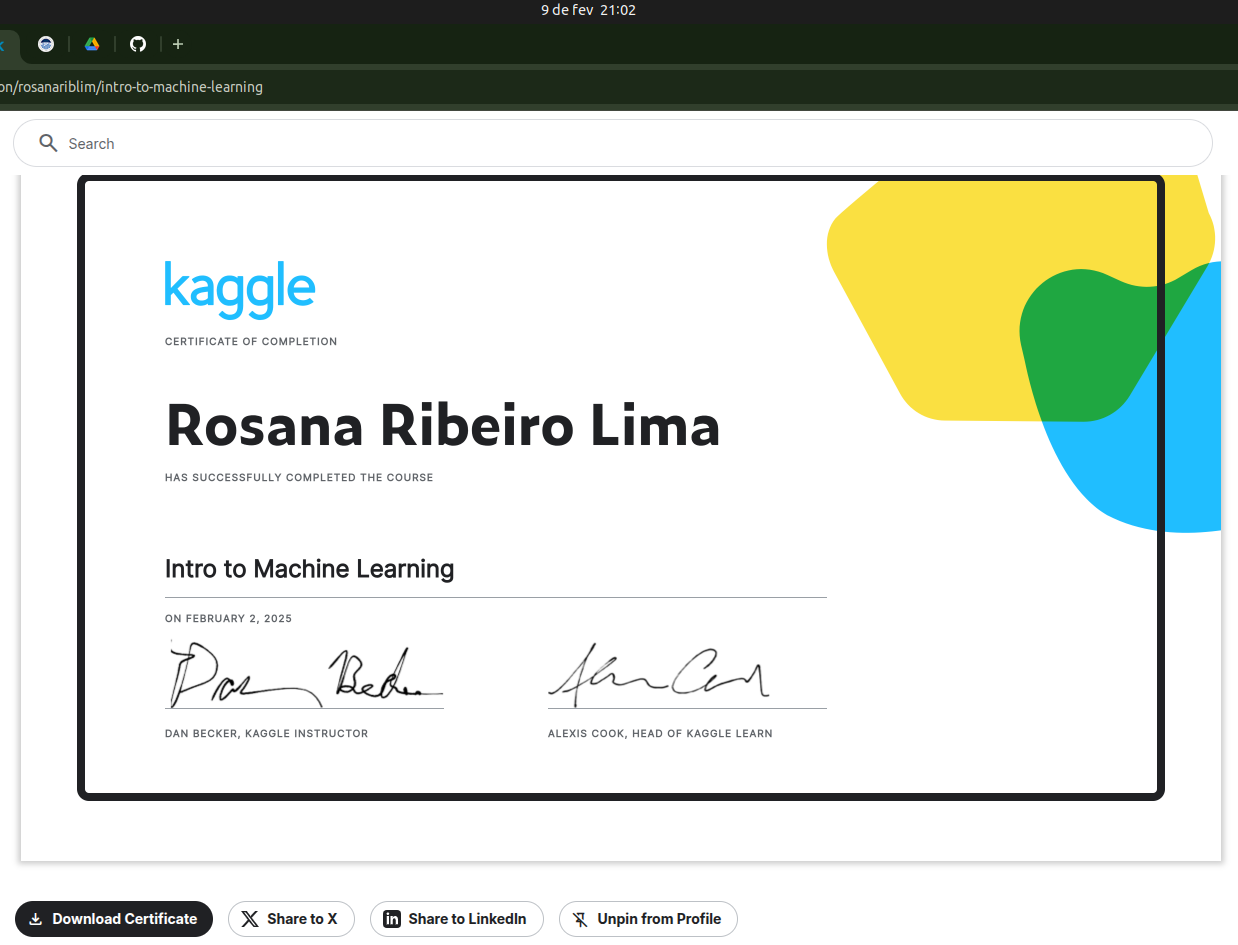 9 de fev 21:02
on/rosanariblim/intro-to-machine-learning
Search
kaggle
CERTIFICATE OF COMPLETION
Rosana Ribeiro Lima
HAS SUCCESSFULLY COMPLETED THE COURSE
Intro to Machine Learning
ON FEBRUARY 2, 2025
Dan Becker
DAN BECKER, KAGGLE INSTRUCTOR
ALEXIS COOK, HEAD OF KAGGLE LEARN
Download Certificate
Share to X
Share to LinkedIn
Unpin from Profile